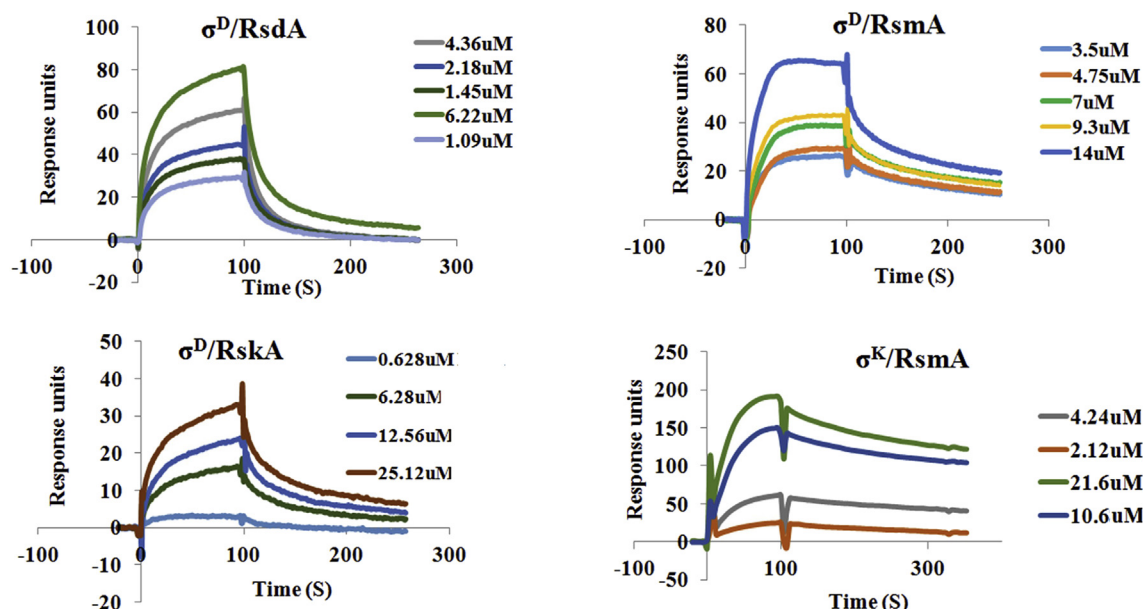 σᴰ/RsdA
Response units
100
80
60
40
20
0
-20
-100
0
100
200
300
Time (S)
4.36uM
2.18uM
1.45uM
6.22uM
1.09uM
σᴰ/RsmA
Response units
80
60
40
20
0
-20
-100
0
100
200
300
Time (S)
3.5uM
4.75uM
7uM
9.3uM
14uM
σᴰ/RskA
Response units
50
40
30
20
10
0
-10
-20
-100
0
100
200
300
Time (S)
0.628uM
6.28uM
12.56uM
25.12uM
σᴷ/RsmA
Response units
250
200
150
100
50
0
-50
-100
-100
100
300
Time (S)
4.24uM
2.12uM
21.6uM
10.6uM